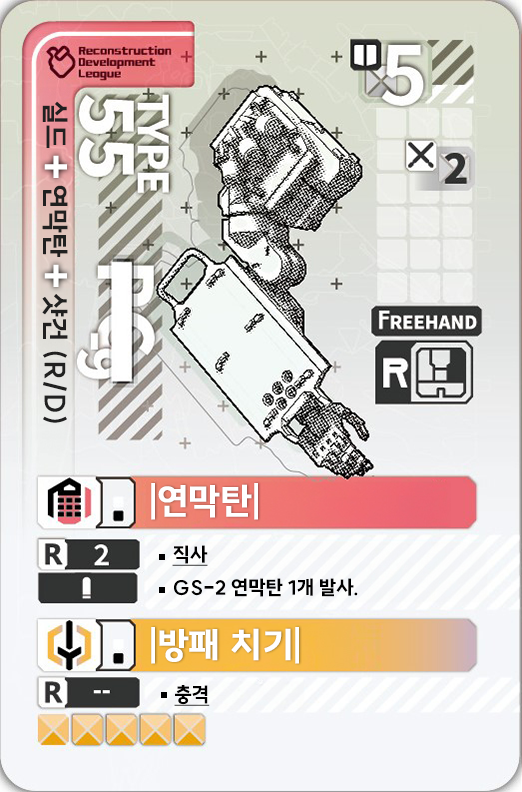 Reconstruction
Development
League
TYPE
55
실드 + 연막탄 + 샷건 (R/D)
5
2
FREEHAND
R
|연막탄|
R 2
▪ 직사
▪ GS-2 연막탄 1개 발사.
|방패 치기|
R --
▪ 충격